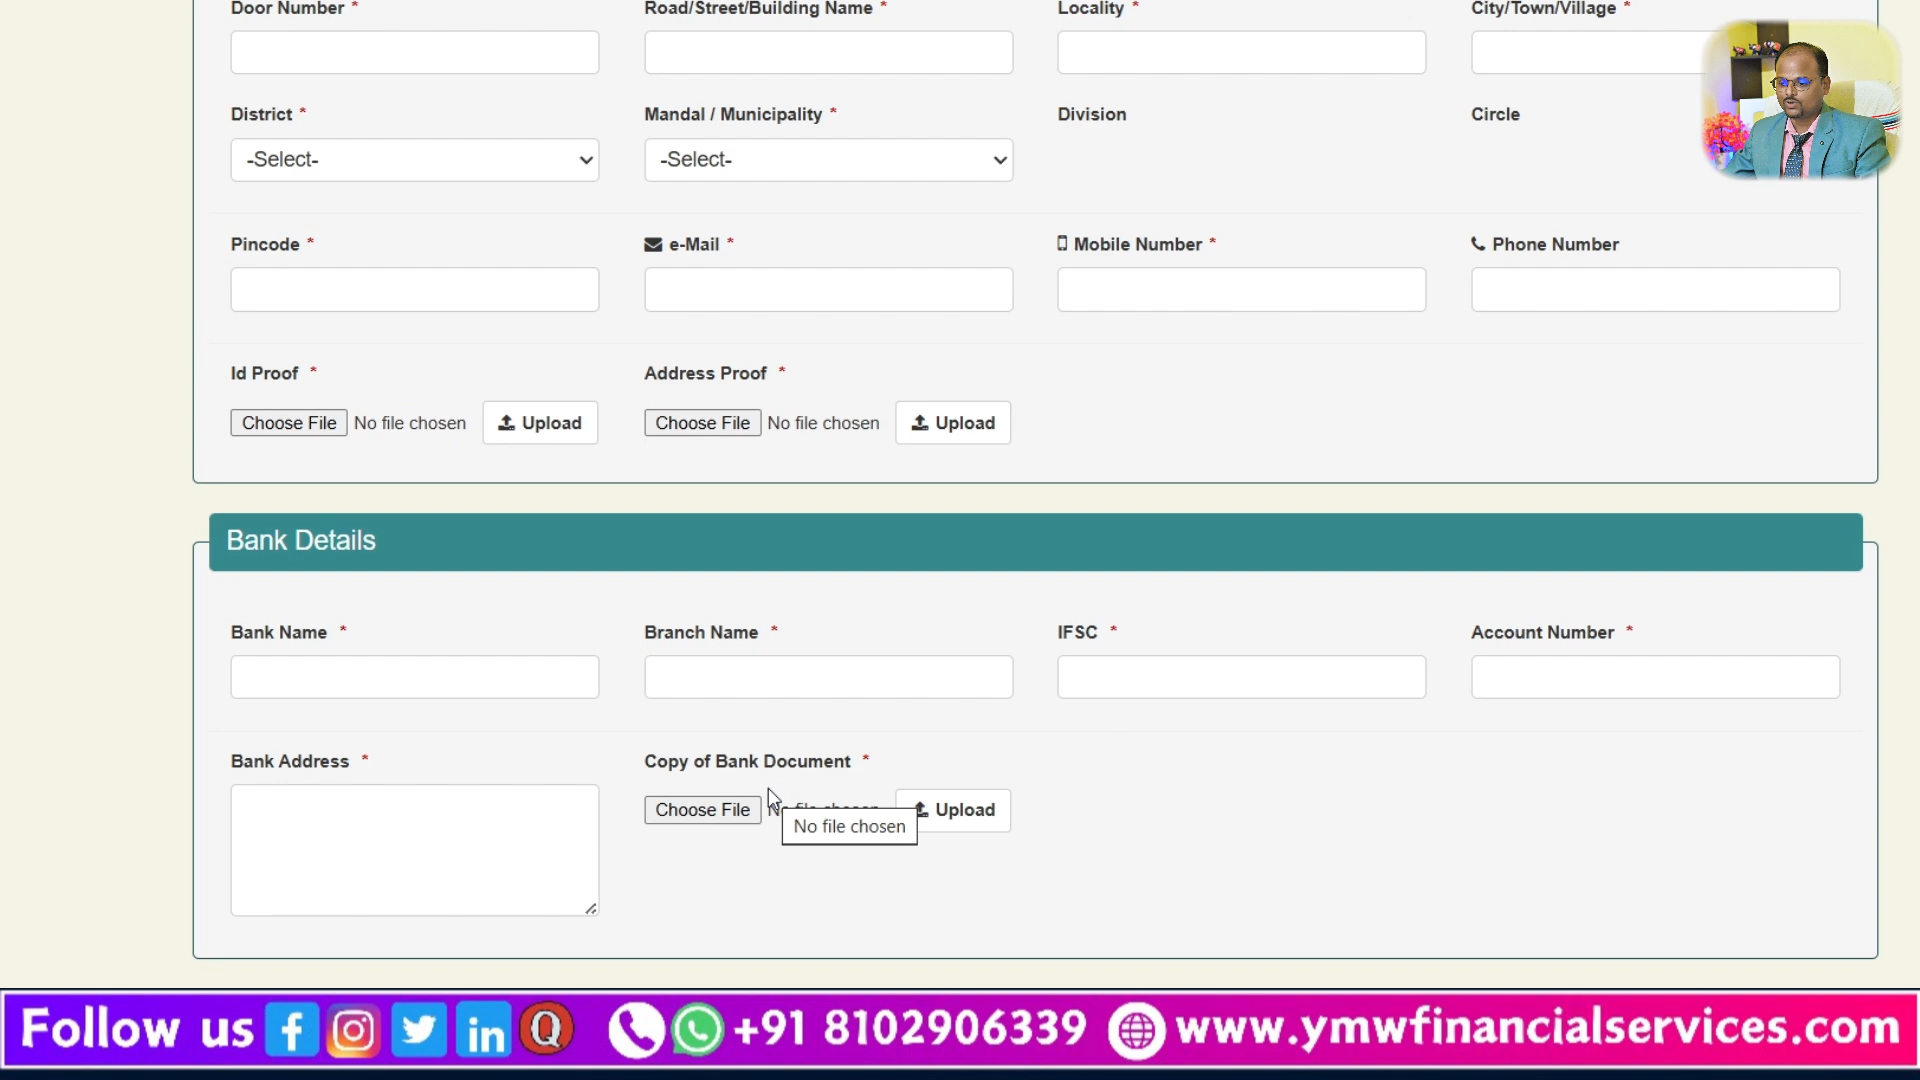 Door Number * Road/Street/Building Name * Locality * City/Town/Village *
District * Mandal / Municipality * Division Circle
-Select- -Select-
Pincode * e-Mail * Mobile Number * Phone Number
Id Proof * Address Proof *
Choose File No file chosen Upload Choose File No file chosen Upload
Bank Details
Bank Name * Branch Name * IFSC * Account Number *
Bank Address * Copy of Bank Document *
Choose File No file chosen Upload
No file chosen
Follow us +91 8102906339 www.ymwfinancialservices.com